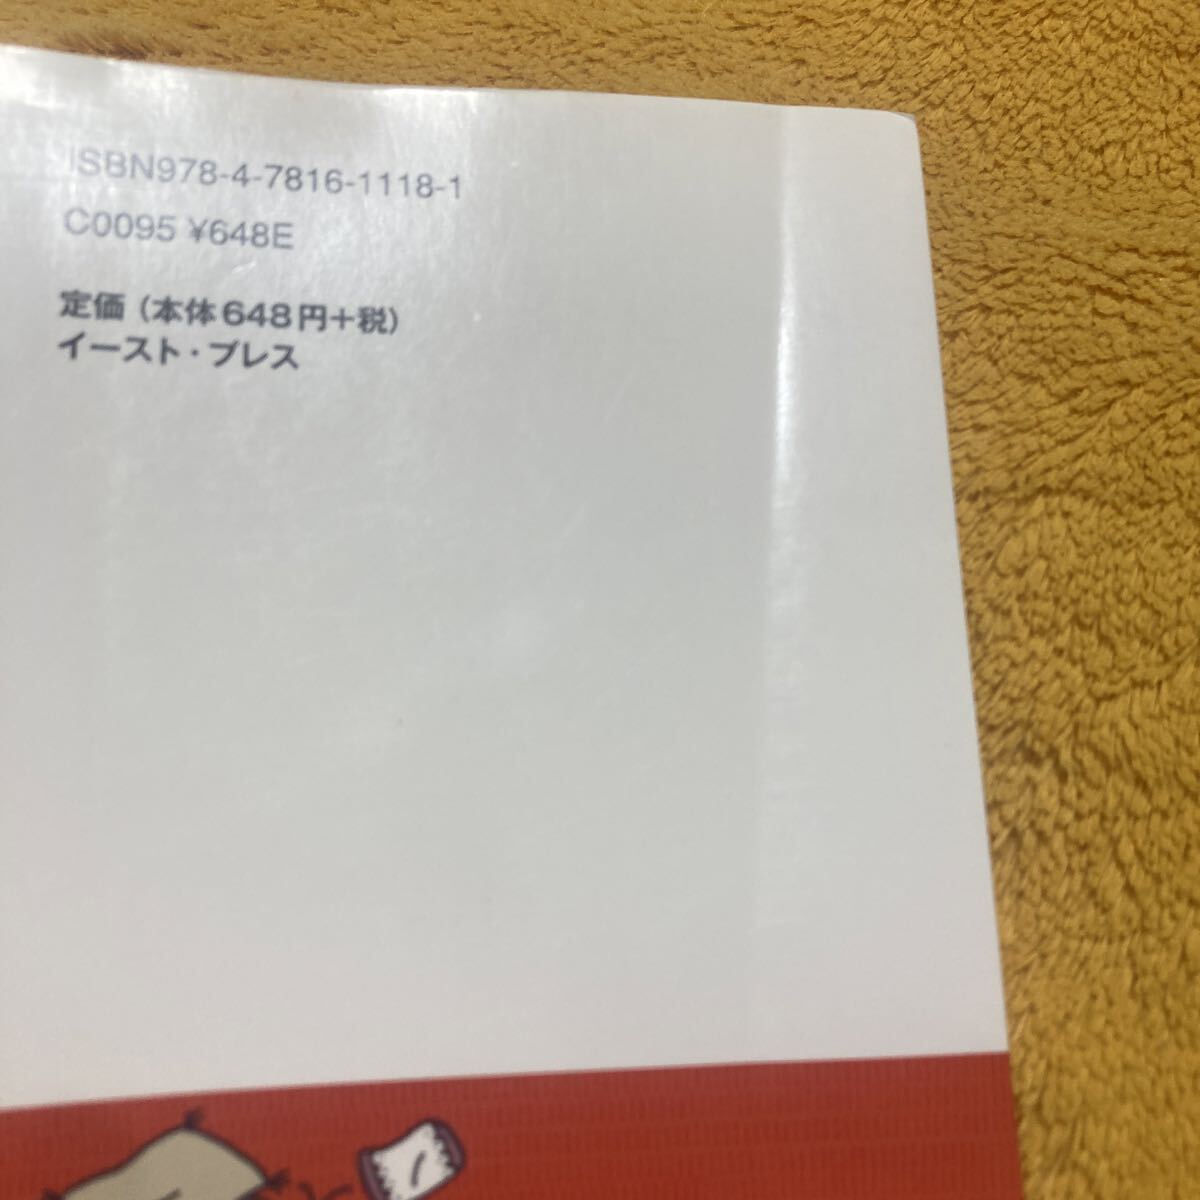 ISBN978-4-7816-1118-1
C0095 ¥648E
定価（本体648円+税）
イースト・プレス